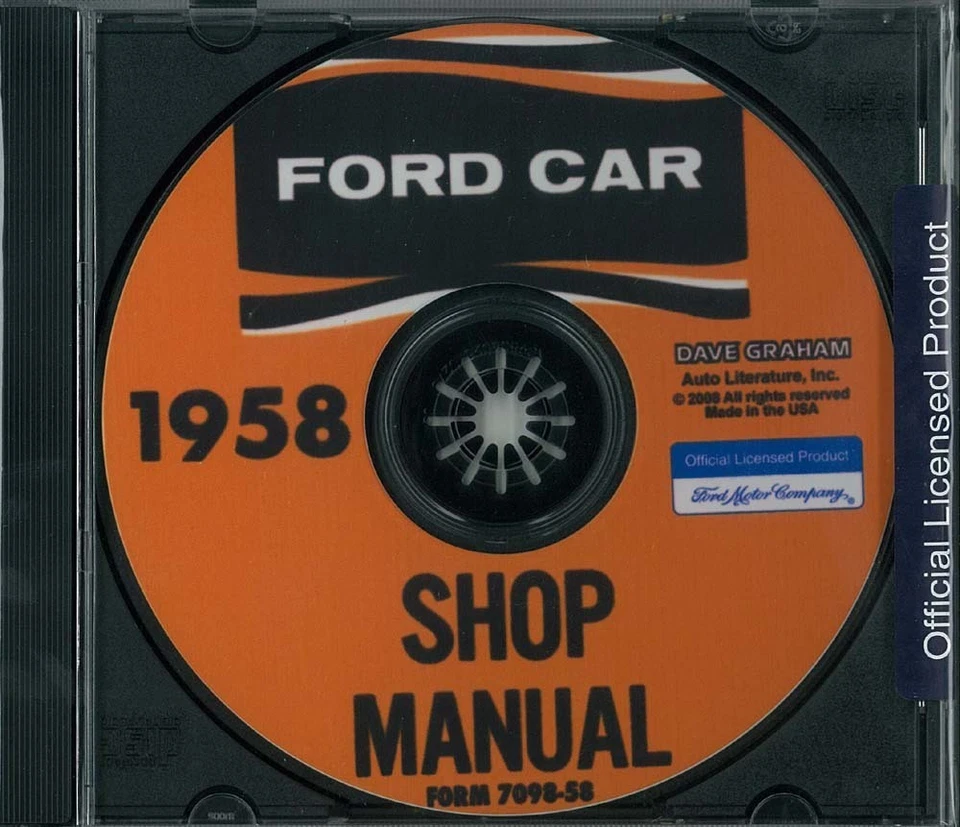 FORD CAR
1958
DAVE GRAHAM
Auto Literature, Inc.
© 2008 All rights reserved
Made in the USA
Official Licensed Product
Ford Motor Company®
SHOP
MANUAL
FORM 7098-58
Official Licensed Product